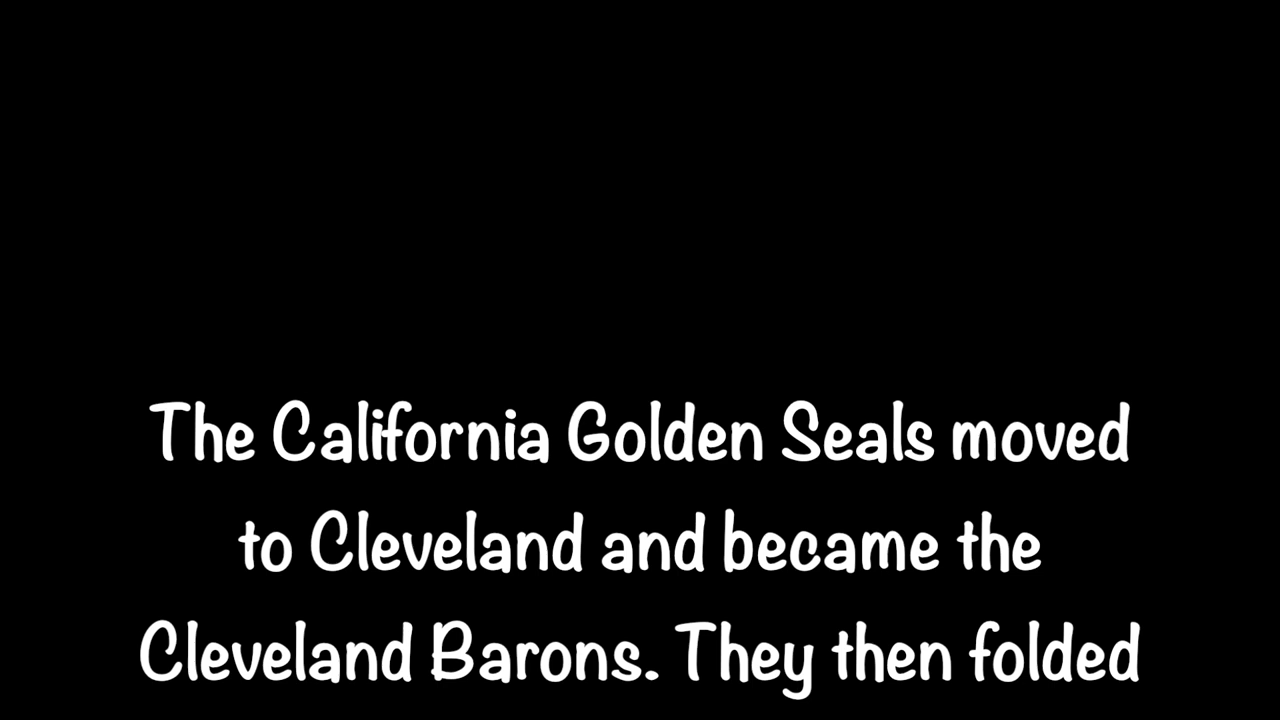 The California Golden Seals moved
to Cleveland and became the
Cleveland Barons. They then folded